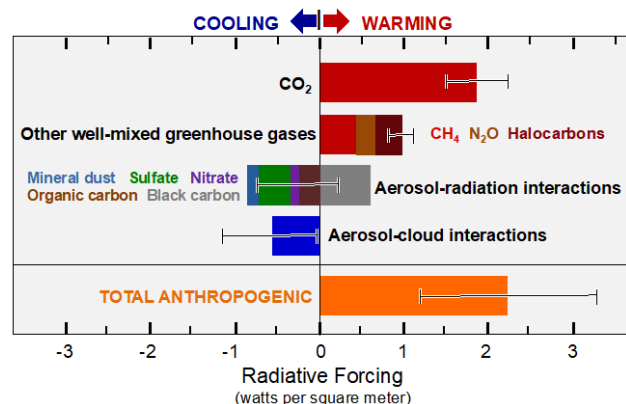 COOLING WARMING
CO₂
Other well-mixed greenhouse gases CH₄ N₂O Halocarbons
Mineral dust Sulfate Nitrate
Organic carbon Black carbon
Aerosol-radiation interactions
Aerosol-cloud interactions
TOTAL ANTHROPOGENIC
-3 -2 -1 0 1 2 3
Radiative Forcing
(watts per square meter)